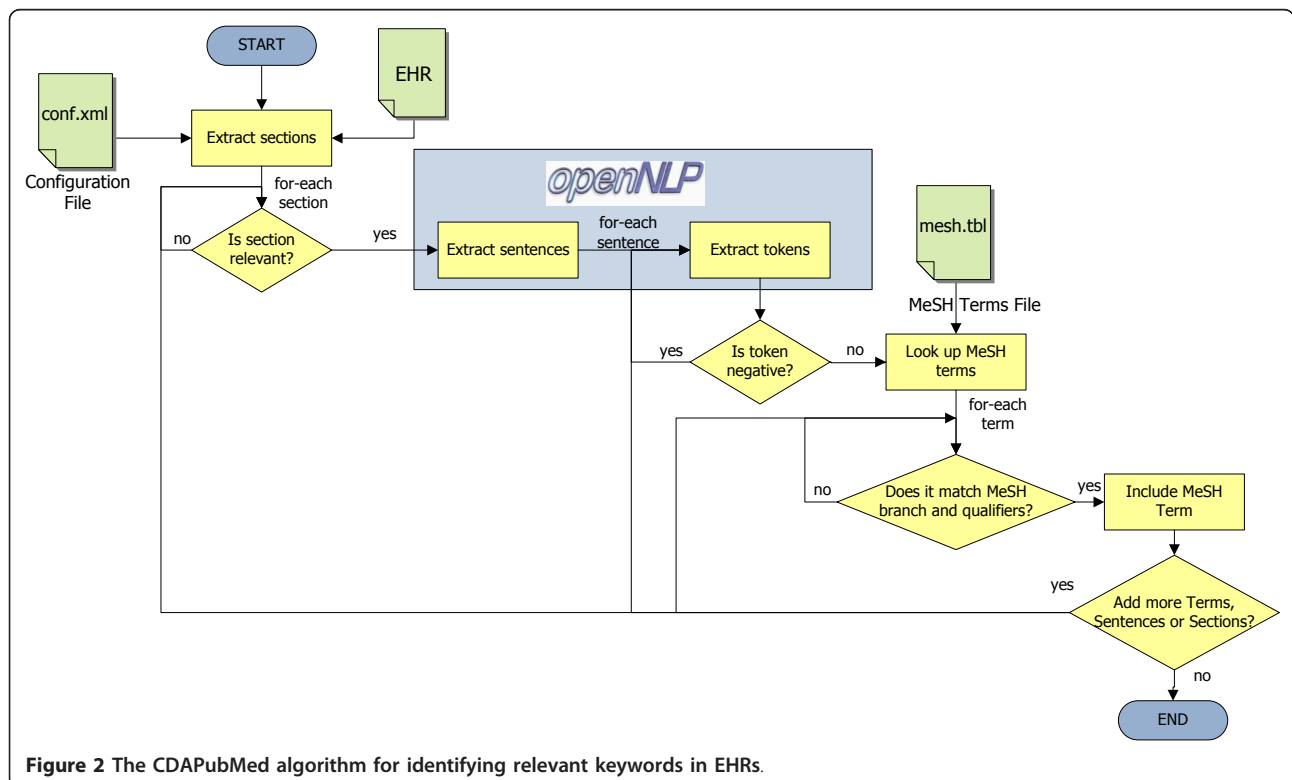 START
EHR
conf.xml
Extract sections
Configuration
File
for-each
section
openNLP
no
Is section
relevant?
yes
Extract sentences
for-each
sentence
Extract tokens
mesh.tbl
MeSH Terms File
yes
Is token
negative?
no
Look up MeSH
terms
for-each
term
no
Does it match MeSH
branch and qualifiers?
yes
Include MeSH
Term
yes
Add more Terms,
Sentences or Sections?
no
END
Figure 2 The CDAPubMed algorithm for identifying relevant keywords in EHRs.